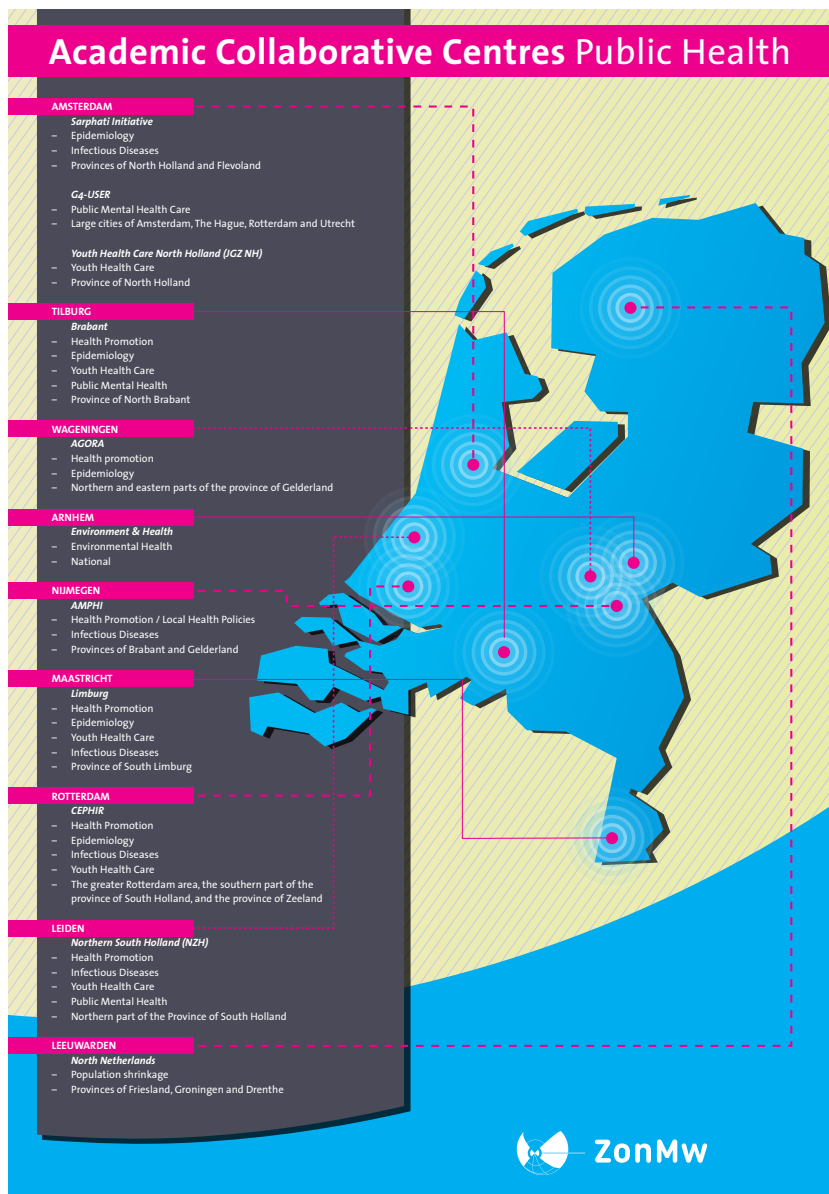 Academic Collaborative Centres Public Health
AMSTERDAM
Sarphati Initiative
– Epidemiology
– Infectious Diseases
– Provinces of North Holland and Flevoland
G4-USER
– Public Mental Health Care
– Large cities of Amsterdam, The Hague, Rotterdam and Utrecht
Youth Health Care North Holland (JGZ NH)
– Youth Health Care
– Province of North Holland
TILBURG
Brabant
– Health Promotion
– Epidemiology
– Youth Health Care
– Public Mental Health
– Province of North Brabant
WAGENINGEN
AGORA
– Health promotion
– Epidemiology
– Northern and eastern parts of the province of Gelderland
ARNHEM
Environment & Health
– Environmental Health
– National
NIJMEGEN
AMPHI
– Health Promotion / Local Health Policies
– Infectious Diseases
– Provinces of Brabant and Gelderland
MAASTRICHT
Limburg
– Health Promotion
– Epidemiology
– Youth Health Care
– Infectious Diseases
– Province of South Limburg
ROTTERDAM
CEPHIR
– Health Promotion
– Epidemiology
– Infectious Diseases
– Youth Health Care
– The greater Rotterdam area, the southern part of the
province of South Holland, and the province of Zeeland
LEIDEN
Northern South Holland (NZH)
– Health Promotion
– Infectious Diseases
– Youth Health Care
– Public Mental Health
– Northern part of the Province of South Holland
LEEUWARDEN
North Netherlands
– Population shrinkage
– Provinces of Friesland, Groningen and Drenthe
ZonMw